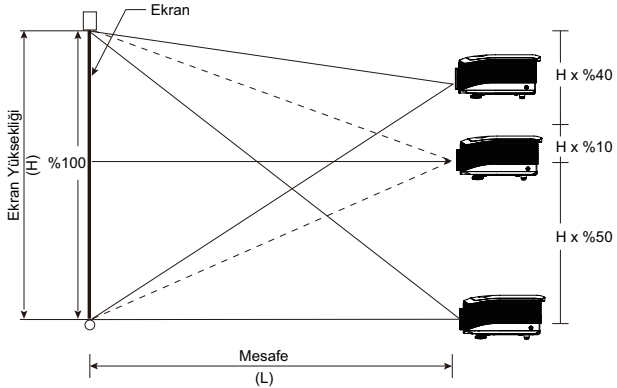 Ekran
H x %40
H x %10
%100
Ekran Yüksekliği
(H)
H x %50
Mesafe
(L)